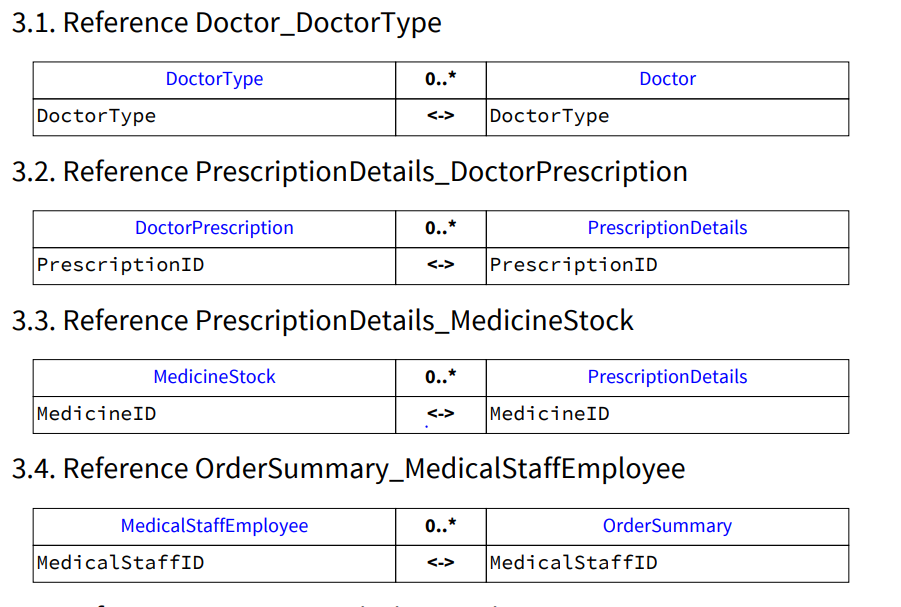 3.1. Reference Doctor_DoctorType
DoctorType 0..* Doctor
DoctorType <-> DoctorType
3.2. Reference PrescriptionDetails_DoctorPrescription
DoctorPrescription 0..* PrescriptionDetails
PrescriptionID <-> PrescriptionID
3.3. Reference PrescriptionDetails_MedicineStock
MedicineStock 0..* PrescriptionDetails
MedicineID <-> MedicineID
3.4. Reference OrderSummary_MedicalStaffEmployee
MedicalStaffEmployee 0..* OrderSummary
MedicalStaffID <-> MedicalStaffID